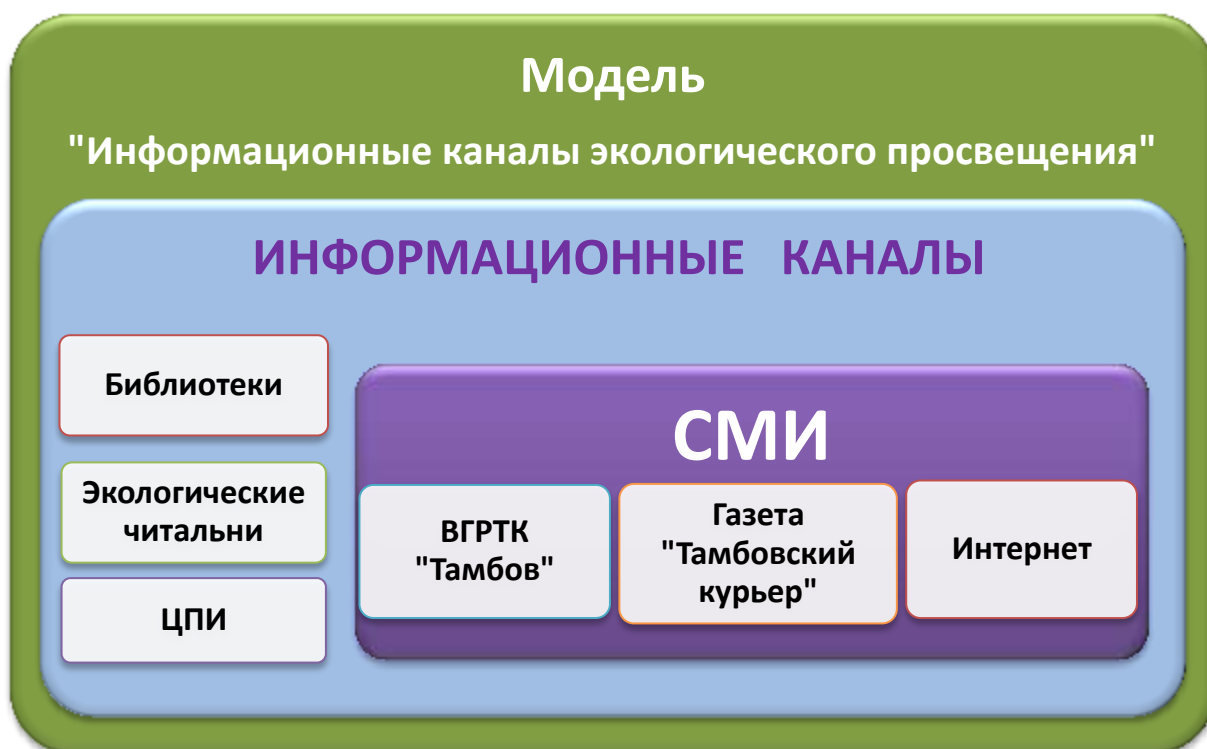 Модель
"Информационные каналы экологического просвещения"
ИНФОРМАЦИОННЫЕ КАНАЛЫ
Библиотеки
Экологические
читальни
ЦПИ
СМИ
ВГРТК
"Тамбов"
Газета
"Тамбовский
курьер"
Интернет